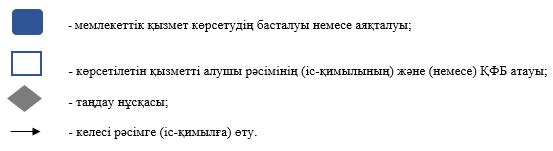 - мемлекеттік қызмет көрсетудің басталуы немесе аяқталуы;
- көрсетілетін қызметті алушы рәсімінің (іс-қимылының) және (немесе) ҚФБ атауы;
- таңдау нұсқасы;
- келесі рәсімге (іс-қимылға) өту.